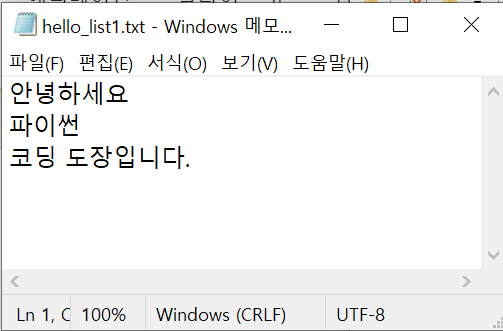 hello_list1.txt - Windows 메모...
파일(F) 편집(E) 서식(O) 보기(V) 도움말(H)
안녕하세요
파이썬
코딩 도장입니다.
Ln 1, C 100% Windows (CRLF) UTF-8